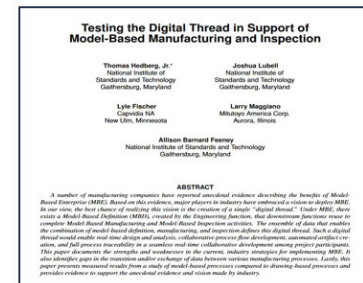 Testing the Digital Thread in Support of
Model-Based Manufacturing and Inspection
Thomas Hedberg, Jr.*
National Institute of
Standards and Technology
Gaithersburg, Maryland
Joshua Lubell
National Institute of
Standards and Technology
Gaithersburg, Maryland
Lyle Fischer
Capvidia NA
New Ulm, Minnesota
Larry Maggiano
Mitutoyo America Corp.
Aurora, Illinois
Allison Barnard Feeney
National Institute of Standards and Technology
Gaithersburg, Maryland
ABSTRACT
A number of manufacturing companies have reported anecdotal evidence describing the benefits of Model-
Based Enterprise (MBE). Based on this evidence, major players in industry have embraced a vision to deploy MBE.
In our view, the best chance of realizing this vision is the creation of a single "digital thread." Under MBE, there
exists a Model-Based Definition (MBD), created by the Engineering function, that downstream functions reuse to
complete Model-Based Manufacturing and Model-Based Inspection activities. The ensemble of data that enables
the combination of model-based definition, manufacturing, and inspection defines this digital thread. Such a digital
thread would enable real-time design and analysis, collaborative process-flow development, automated artifact cre-
ation, and full-process traceability in a seamless real-time collaborative development among project participants.
This paper documents the strengths and weaknesses in the current, industry strategies for implementing MBE. It
also identifies gaps in the transition and/or exchange of data between various manufacturing processes. Lastly, this
paper presents measured results from a study of model-based processes compared to drawing-based processes and
provides evidence to support the anecdotal evidence and vision made by industry.